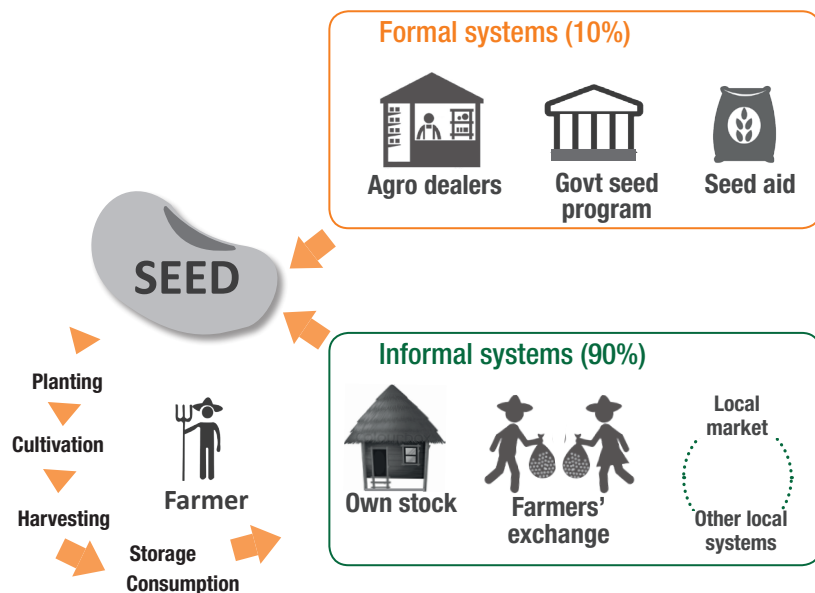 Formal systems (10%)
Agro dealers
Govt seed
program
Seed aid
SEED
Informal systems (90%)
Own stock
Farmers’
exchange
Local
market
Other local
systems
Planting
Cultivation
Harvesting
Storage
Consumption
Farmer